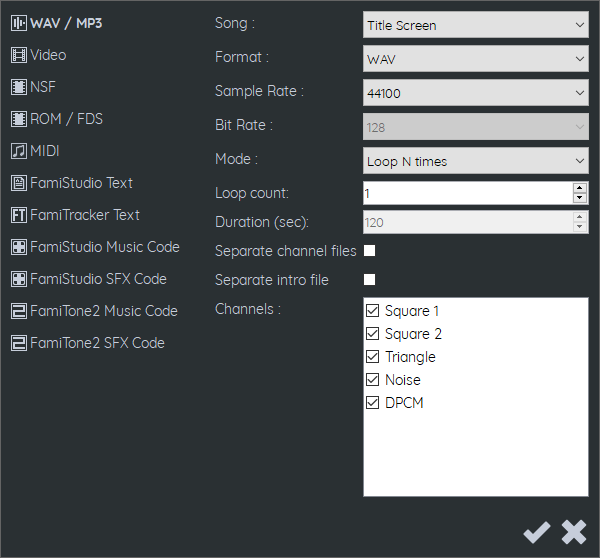 WAV / MP3
Video
NSF
ROM / FDS
MIDI
FamiStudio Text
FT FamiTracker Text
FamiStudio Music Code
FamiStudio SFX Code
FamiTone2 Music Code
FamiTone2 SFX Code
Song : Title Screen
Format : WAV
Sample Rate : 44100
Bit Rate : 128
Mode : Loop N times
Loop count: 1
Duration (sec): 120
Separate channel files
Separate intro file
Channels :
Square 1
Square 2
Triangle
Noise
DPCM